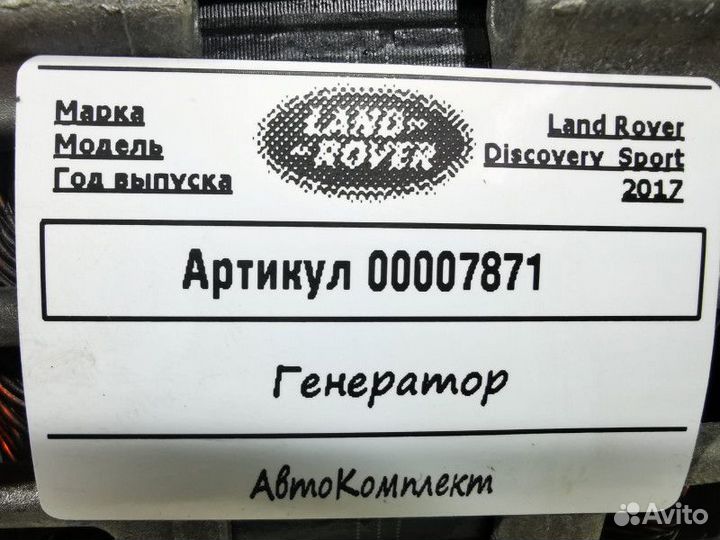 Марка
Модель
Год выпуска
LAND
ROVER
Land Rover
Discovery Sport
2017
Артикул 00007871
Генератор
АвтоКомплект
Avito